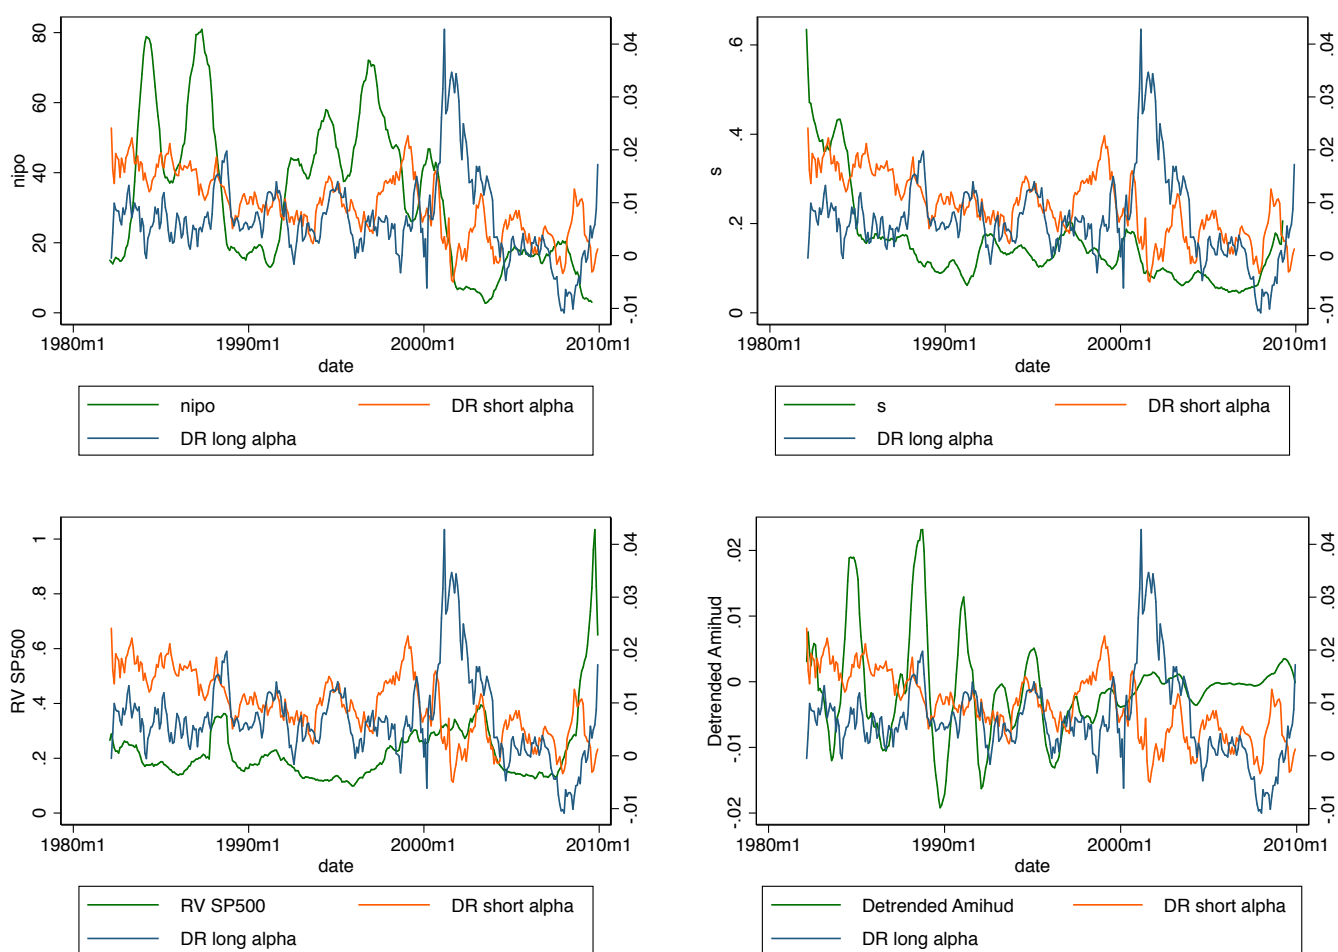 nipo
0 20 40 60 80
-.01 0 .01 .02 .03 .04
1980m1 1990m1 2000m1 2010m1
date
nipo DR short alpha
DR long alpha
s
0 .2 .4 .6
-.01 0 .01 .02 .03 .04
1980m1 1990m1 2000m1 2010m1
date
s DR short alpha
DR long alpha
RV SP500
0 .2 .4 .6 .8 1
-.01 0 .01 .02 .03 .04
1980m1 1990m1 2000m1 2010m1
date
RV SP500 DR short alpha
DR long alpha
Detrended Amihud
-.02 -.01 0 .01 .02
-.01 0 .01 .02 .03 .04
1980m1 1990m1 2000m1 2010m1
date
Detrended Amihud DR short alpha
DR long alpha